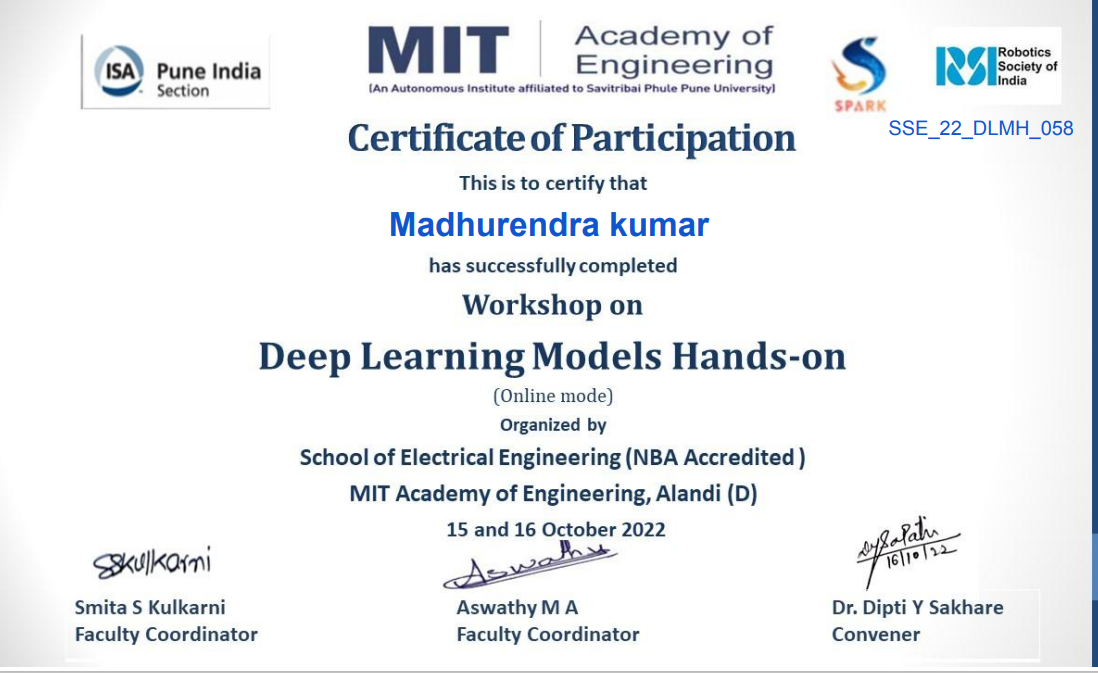 ISA Pune India
Section
MIT Academy of
Engineering
(An Autonomous Institute affiliated to Savitribai Phule Pune University)
SPARK
RSI Robotics
Society of
India
SSE_22_DLMH_058
Certificate of Participation
This is to certify that
Madhurendra kumar
has successfully completed
Workshop on
Deep Learning Models Hands-on
(Online mode)
Organized by
School of Electrical Engineering (NBA Accredited )
MIT Academy of Engineering, Alandi (D)
15 and 16 October 2022
SSKulkarni
Aswathy
16/10/22
Smita S Kulkarni
Faculty Coordinator
Aswathy M A
Faculty Coordinator
Dr. Dipti Y Sakhare
Convener